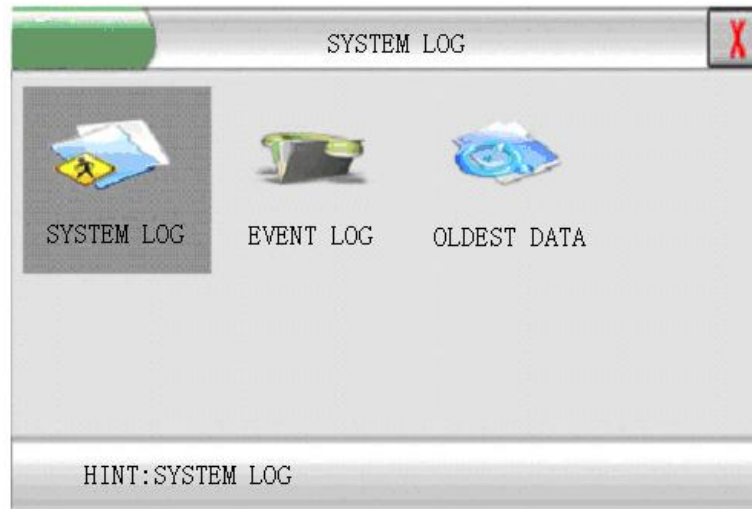 SYSTEM LOG
X
SYSTEM LOG
EVENT LOG
OLDEST DATA
HINT:SYSTEM LOG